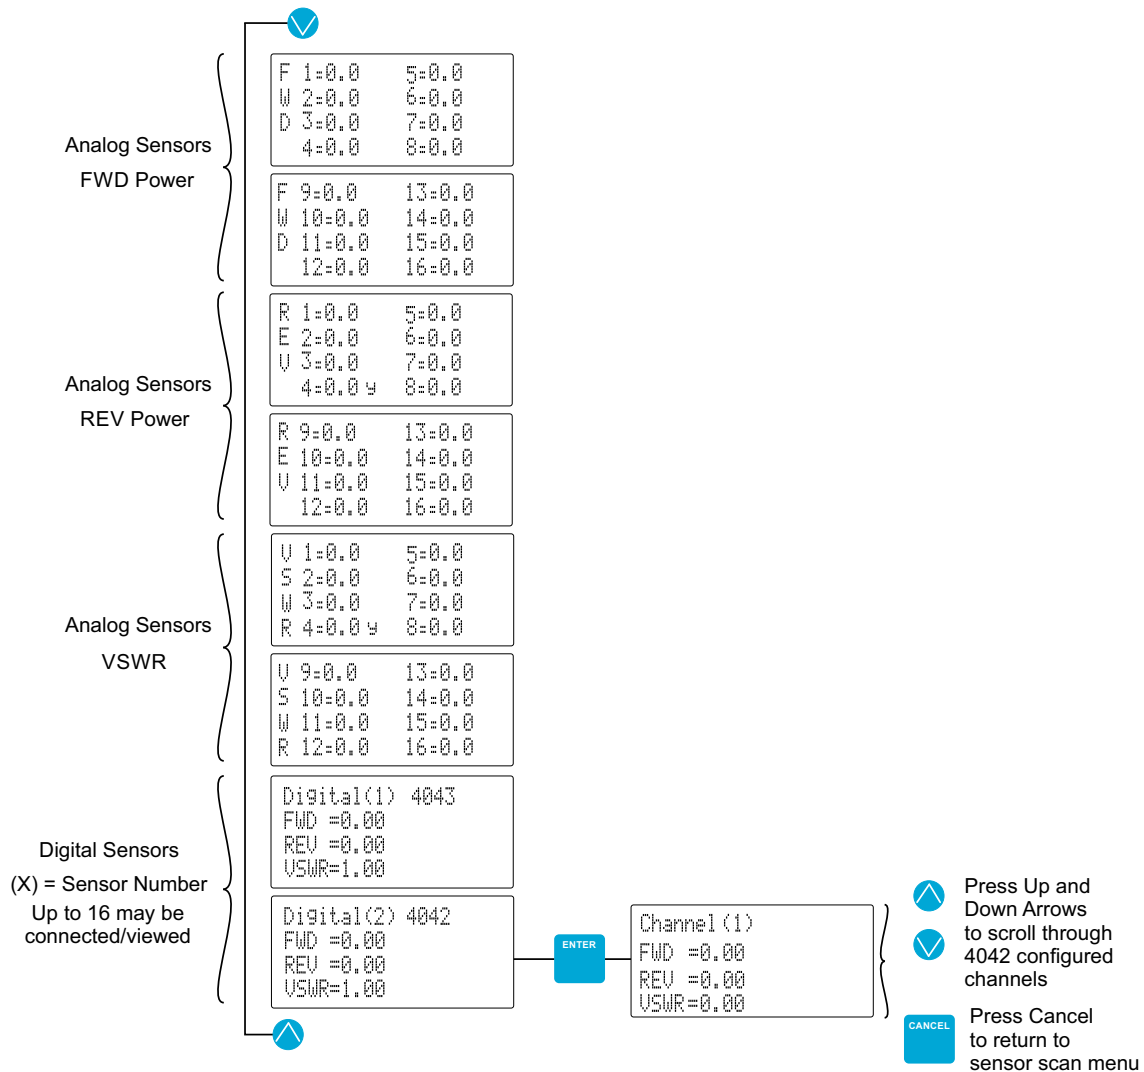 F 1=0.0 5=0.0
W 2=0.0 6=0.0
D 3=0.0 7=0.0
4=0.0 8=0.0
Analog Sensors
FWD Power
F 9=0.0 13=0.0
W 10=0.0 14=0.0
D 11=0.0 15=0.0
12=0.0 16=0.0
R 1=0.0 5=0.0
E 2=0.0 6=0.0
V 3=0.0 7=0.0
4=0.0 y 8=0.0
Analog Sensors
REV Power
R 9=0.0 13=0.0
E 10=0.0 14=0.0
V 11=0.0 15=0.0
12=0.0 16=0.0
V 1=0.0 5=0.0
S 2=0.0 6=0.0
W 3=0.0 7=0.0
R 4=0.0 y 8=0.0
Analog Sensors
VSWR
V 9=0.0 13=0.0
S 10=0.0 14=0.0
W 11=0.0 15=0.0
R 12=0.0 16=0.0
Digital(1) 4043
FWD =0.00
REV =0.00
VSWR=1.00
Digital Sensors
(X) = Sensor Number
Up to 16 may be
connected/viewed
Digital(2) 4042
FWD =0.00
REV =0.00
VSWR=1.00
ENTER
Channel(1)
FWD =0.00
REV =0.00
VSWR=0.00
Press Up and
Down Arrows
to scroll through
4042 configured
channels
CANCEL
Press Cancel
to return to
sensor scan menu